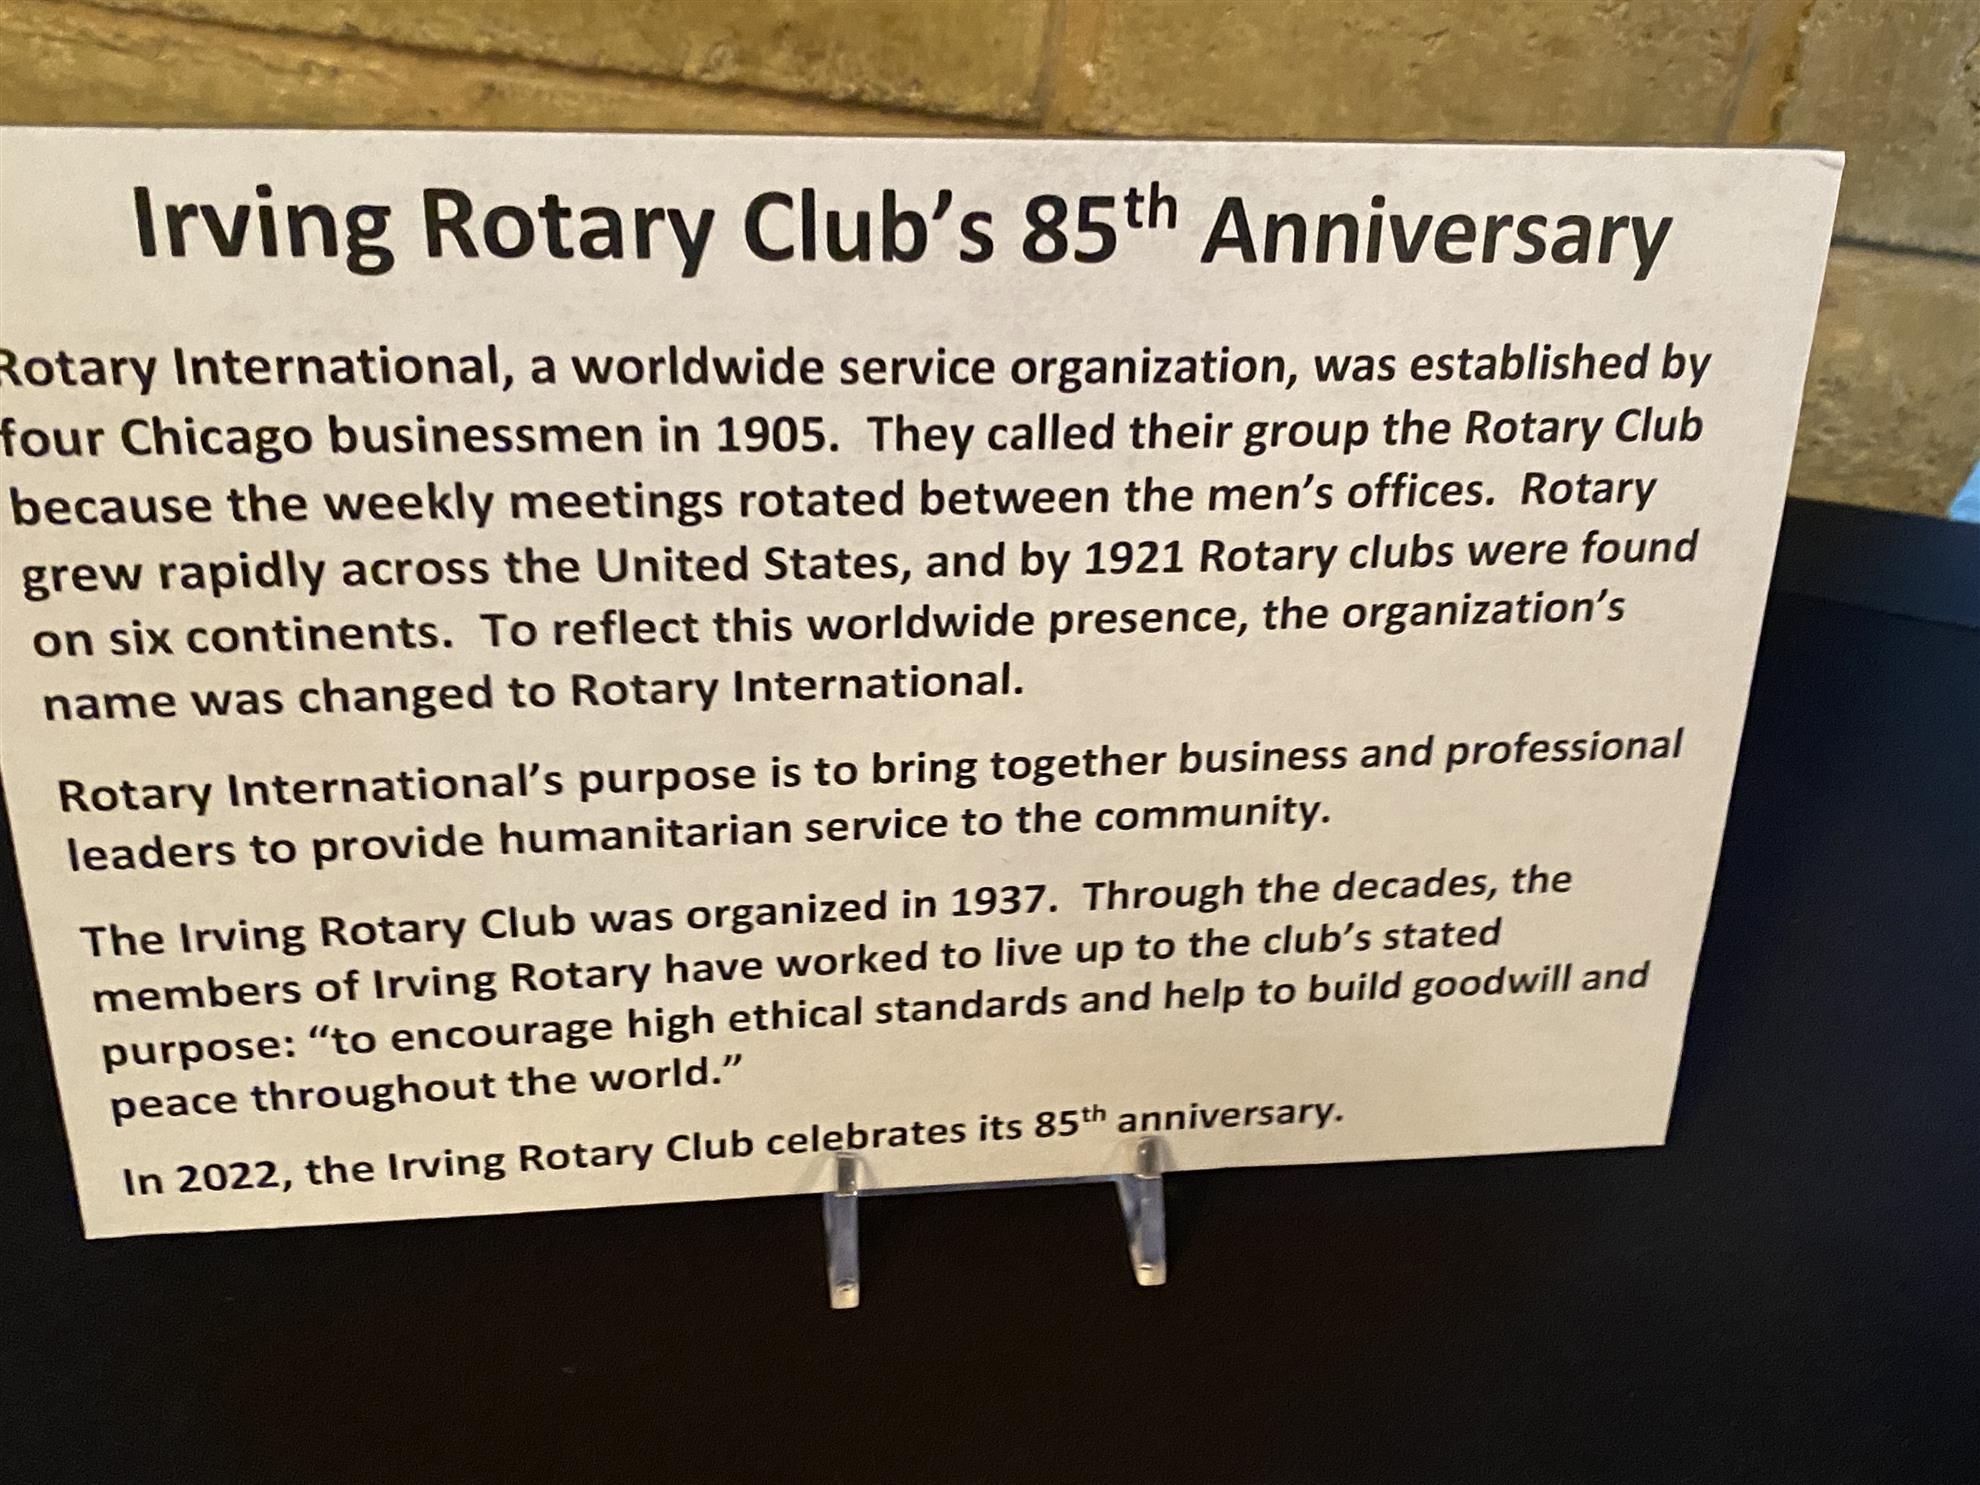 Irving Rotary Club's 85th Anniversary
Rotary International, a worldwide service organization, was established by
four Chicago businessmen in 1905. They called their group the Rotary Club
because the weekly meetings rotated between the men's offices. Rotary
grew rapidly across the United States, and by 1921 Rotary clubs were found
on six continents. To reflect this worldwide presence, the organization's
name was changed to Rotary International.
Rotary International's purpose is to bring together business and professional
leaders to provide humanitarian service to the community.
The Irving Rotary Club was organized in 1937. Through the decades, the
members of Irving Rotary have worked to live up to the club's stated
purpose: “to encourage high ethical standards and help to build goodwill and
peace throughout the world.”
In 2022, the Irving Rotary Club celebrates its 85th anniversary.